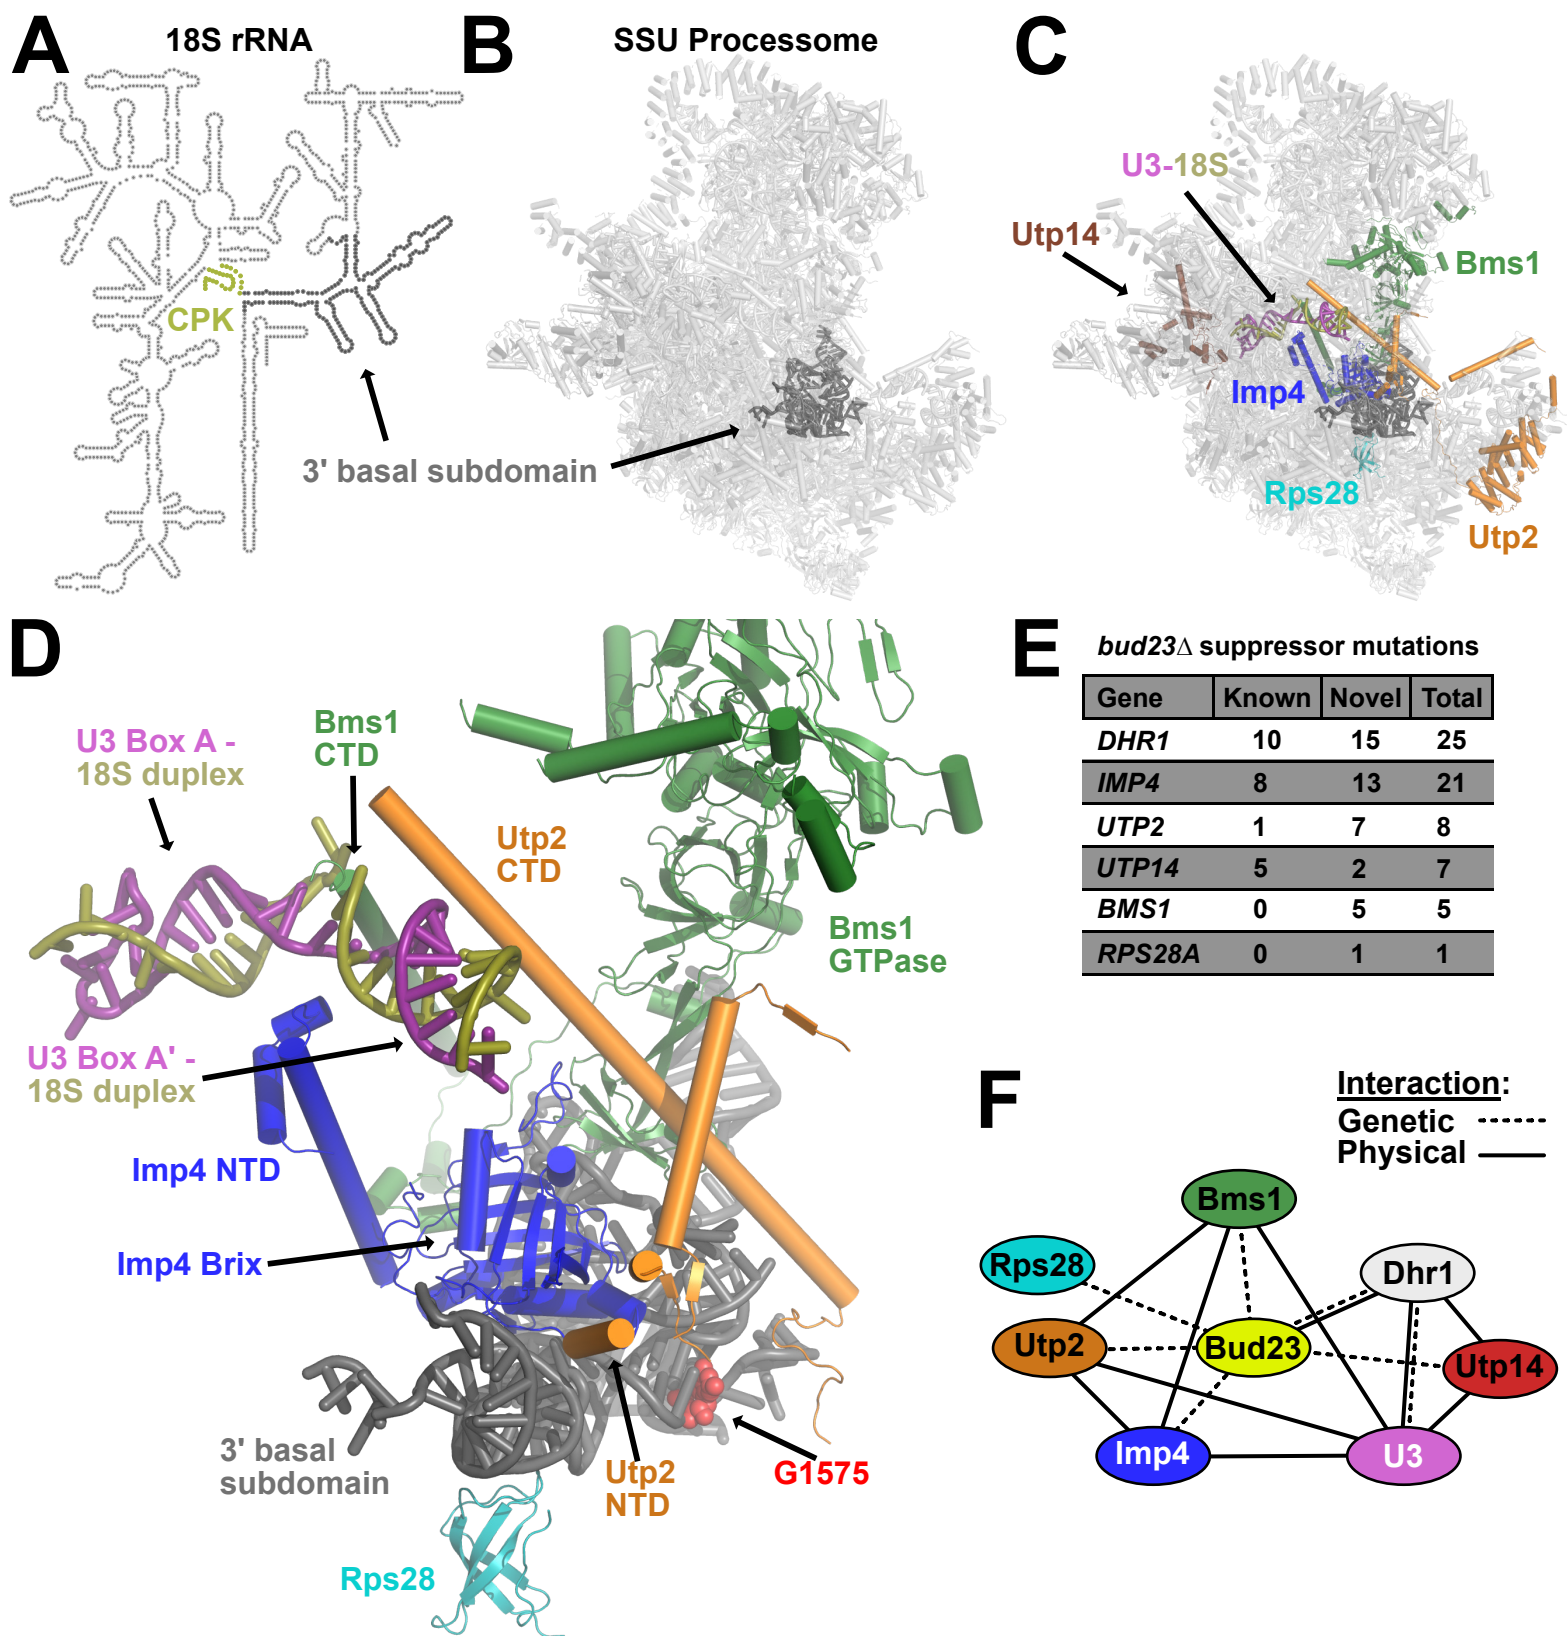 A
18S rRNA
CPK
B
SSU Processome
3' basal subdomain
C
U3-18S
Utp14
Bms1
Imp4
Rps28
Utp2
D
U3 Box A -
18S duplex
Bms1
CTD
Utp2
CTD
Bms1
GTPase
U3 Box A' -
18S duplex
Imp4 NTD
Imp4 Brix
3' basal
subdomain
Utp2
NTD
G1575
Rps28
E
bud23Δ suppressor mutations
Gene Known Novel Total
DHR1 10 15 25
IMP4 8 13 21
UTP2 1 7 8
UTP14 5 2 7
BMS1 0 5 5
RPS28A 0 1 1
F
Interaction:
Genetic
Physical
Bms1
Rps28
Dhr1
Utp2
Bud23
Utp14
Imp4
U3